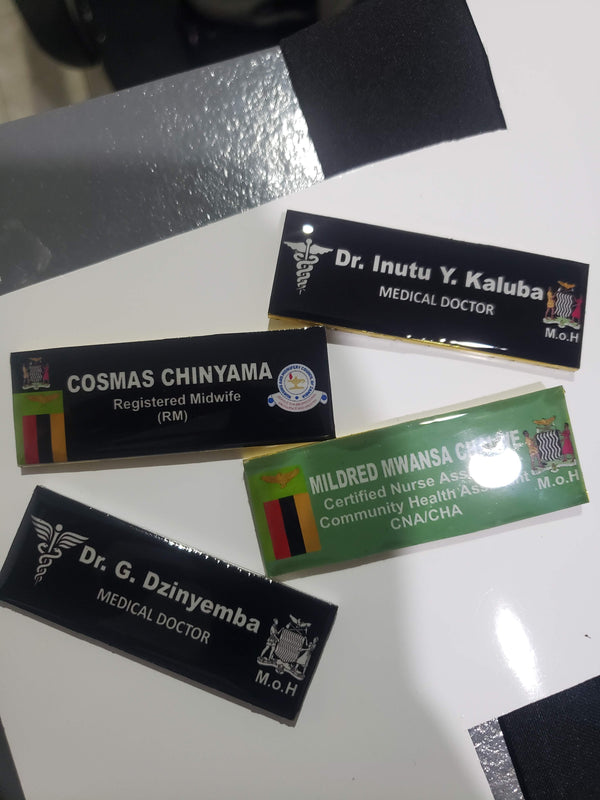 Dr. Inutu Y. Kaluba
MEDICAL DOCTOR
M.o.H
COSMAS CHINYAMA
Registered Midwife
(RM)
MILDRED MWANSA
Certified Nurse
Community Health
CNA/CHA
M.o.H
Dr. G. Dzinyemba
MEDICAL DOCTOR
M.o.H